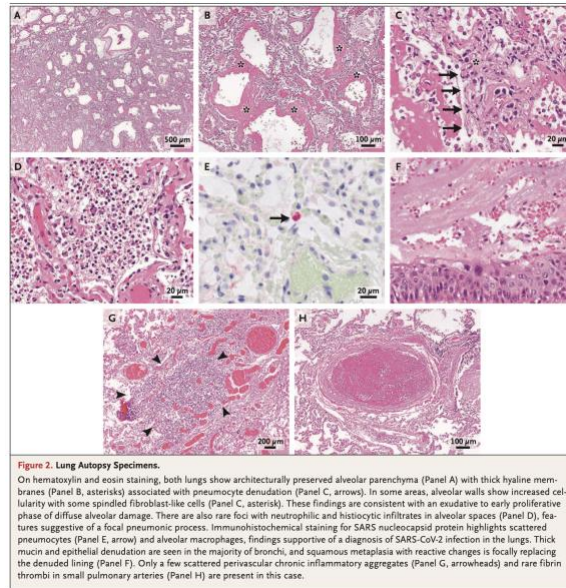 A
500 µm
B
100 µm
C
20 µm
D
20 µm
E
20 µm
F
G
200 µm
H
100 µm
Figure 2. Lung Autopsy Specimens.
On hematoxylin and eosin staining, both lungs show architecturally preserved alveolar parenchyma (Panel A) with thick hyaline mem-
branes (Panel B, asterisks) associated with pneumocyte denudation (Panel C, arrows). In some areas, alveolar walls show increased cel-
lularity with some spindled fibroblast-like cells (Panel C, asterisk). These findings are consistent with an exudative to early proliferative
phase of diffuse alveolar damage. There are also rare foci with neutrophilic and histiocytic infiltrates in alveolar spaces (Panel D), fea-
tures suggestive of a focal pneumonic process. Immunohistochemical staining for SARS nucleocapsid protein highlights scattered
pneumocytes (Panel E, arrow) and alveolar macrophages, findings supportive of a diagnosis of SARS-CoV-2 infection in the lungs. Thick
mucin and epithelial denudation are seen in the majority of bronchi, and squamous metaplasia with reactive changes is focally replacing
the denuded lining (Panel F). Only a few scattered perivascular chronic inflammatory aggregates (Panel G, arrowheads) and rare fibrin
thrombi in small pulmonary arteries (Panel H) are present in this case.